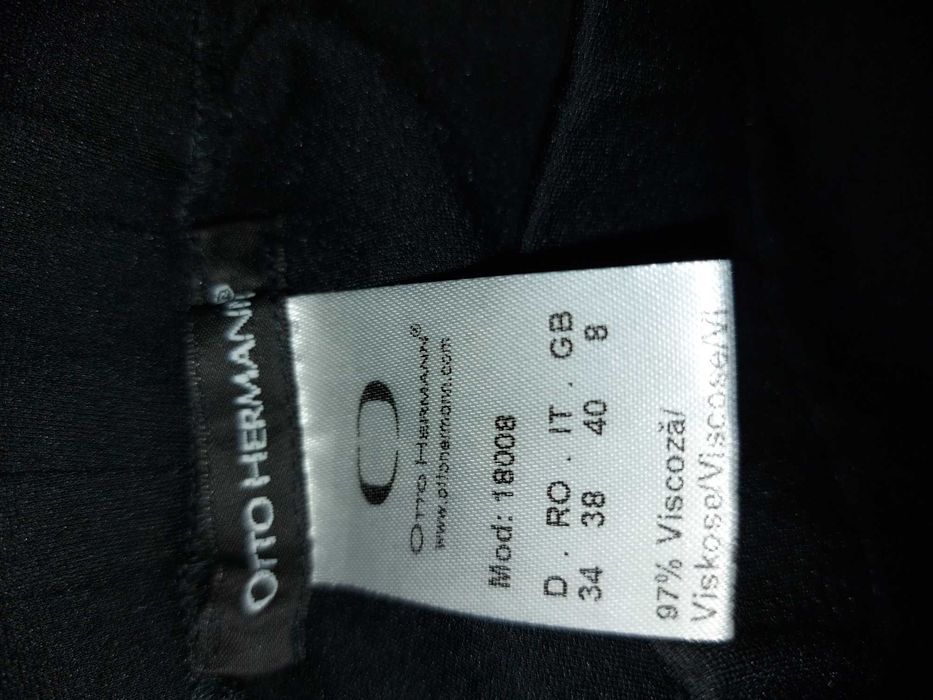 OTTO HERMANN®
OTTO HERMANN®
www.ottohermann.com
Mod: 18008
D . RO . IT . GB
34 38 40 8
97% Viscoză/
Viskose/Viscose/Vi